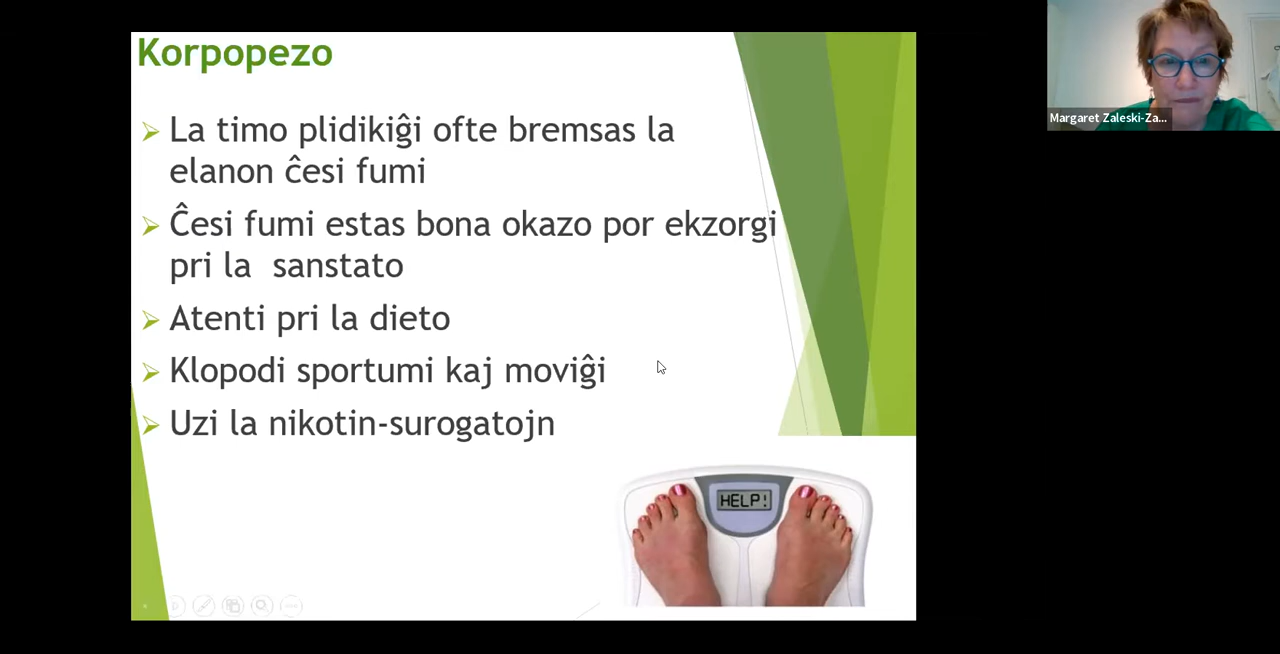 Korpopezo
La timo plidikiĝi ofte bremsas la
elanon ĉesi fumi
Ĉesi fumi estas bona okazo por ekzorgi
pri la sanstato
Atenti pri la dieto
Klopodi sportumi kaj moviĝi
Uzi la nikotin-surogatojn
HELP!
Margaret Zaleski-Za...